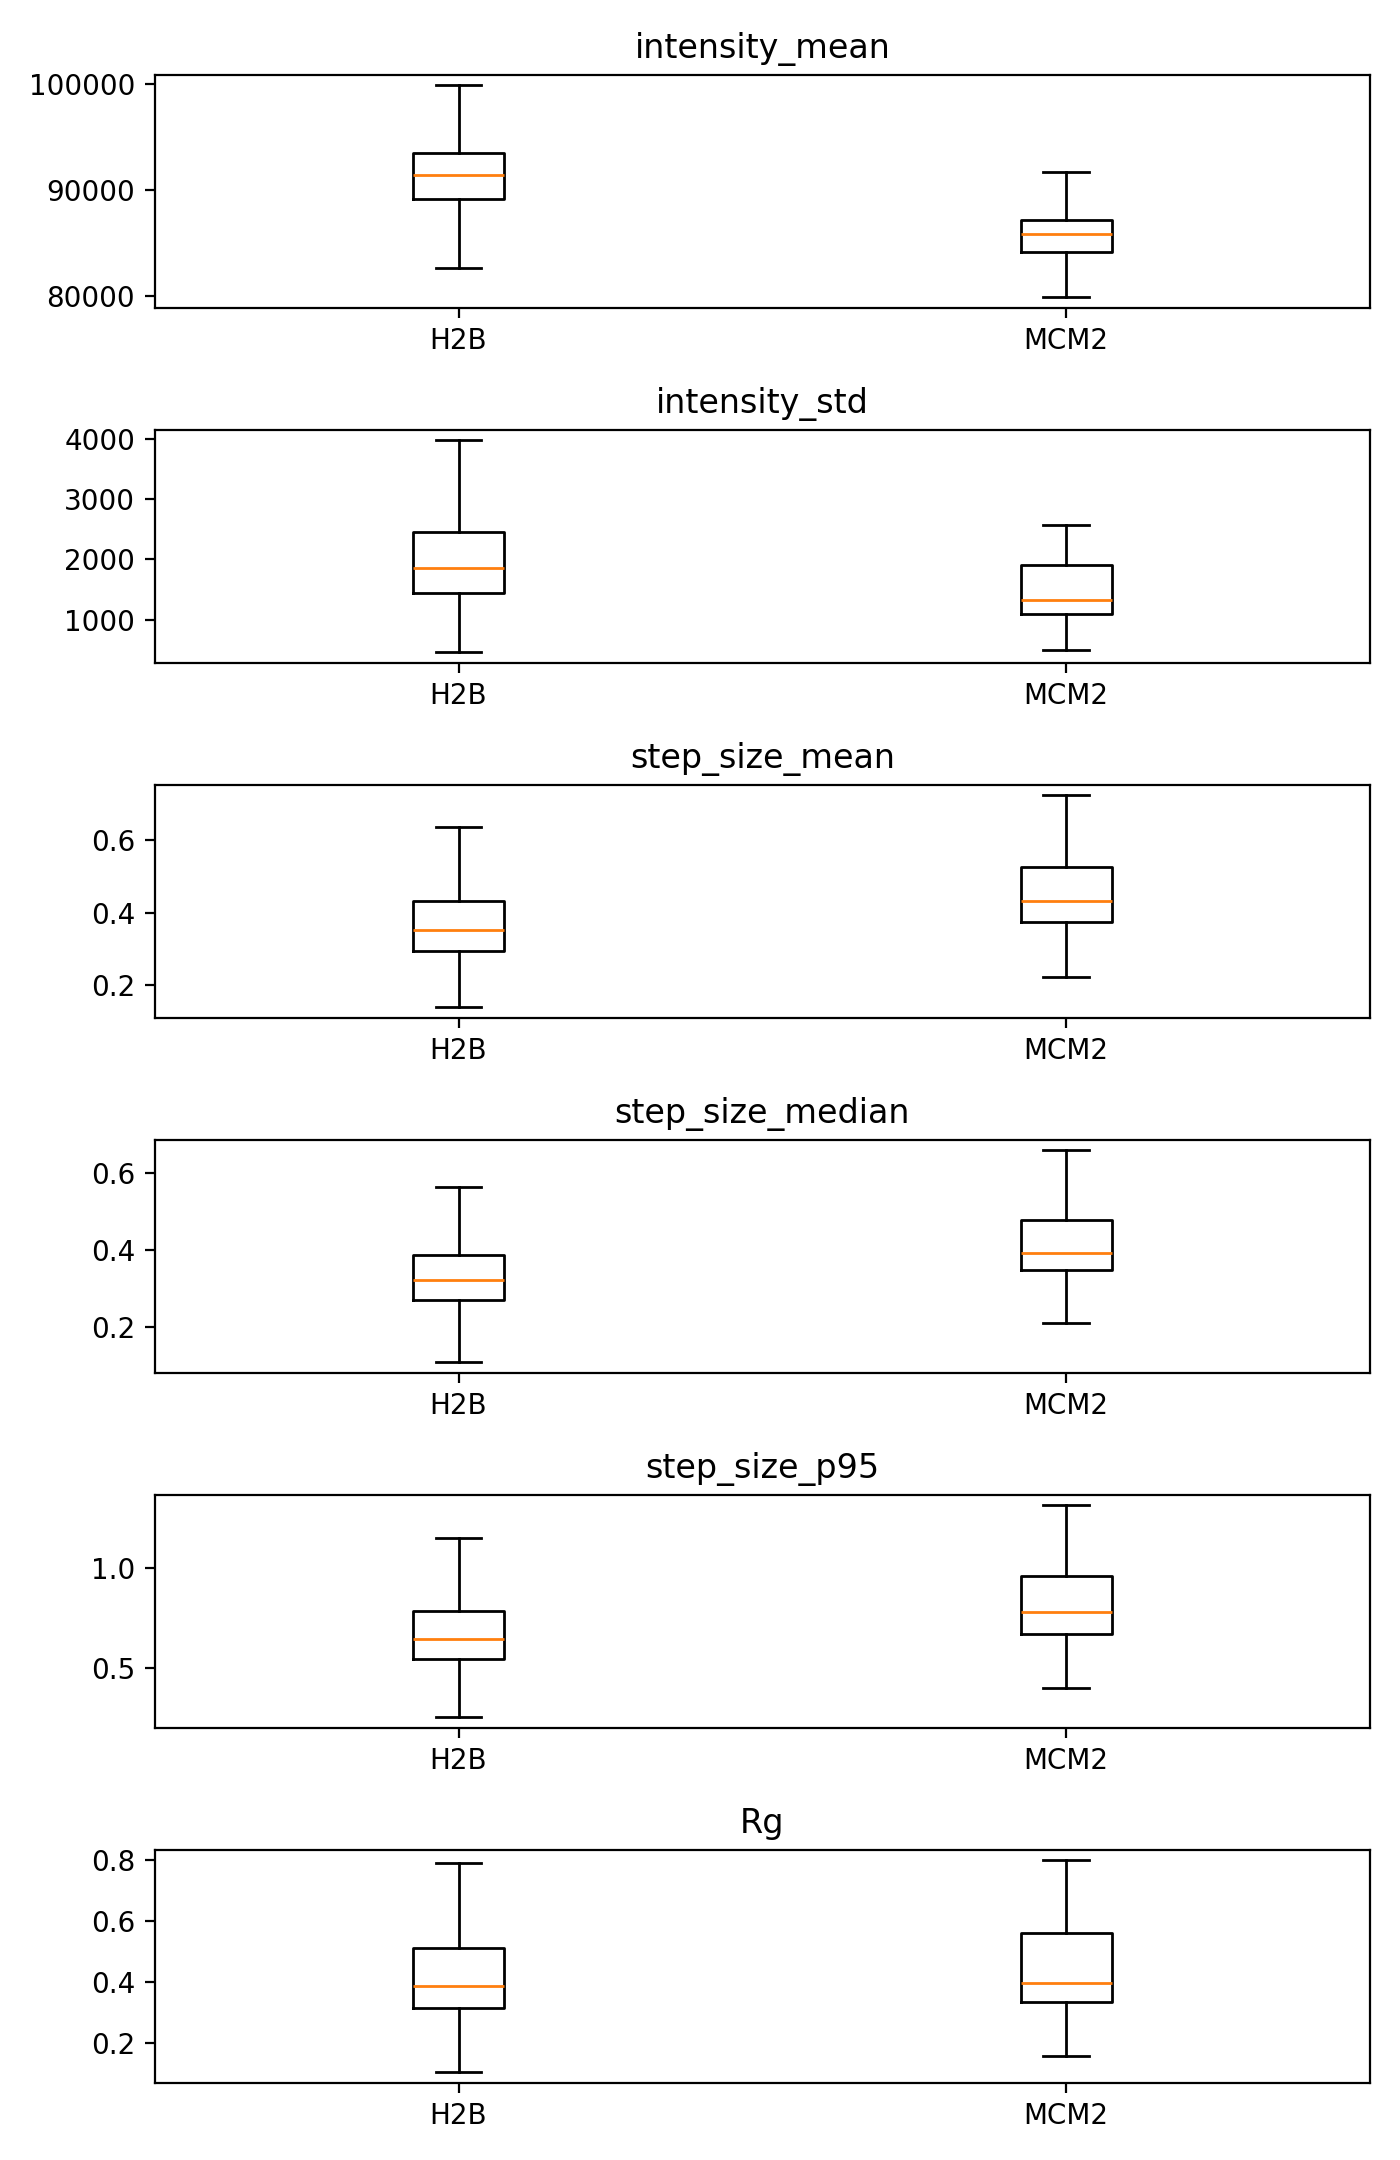 intensity_mean
100000
90000
80000
H2B MCM2
intensity_std
4000
3000
2000
1000
H2B MCM2
step_size_mean
0.6
0.4
0.2
H2B MCM2
step_size_median
0.6
0.4
0.2
H2B MCM2
step_size_p95
1.0
0.5
H2B MCM2
Rg
0.8
0.6
0.4
0.2
H2B MCM2